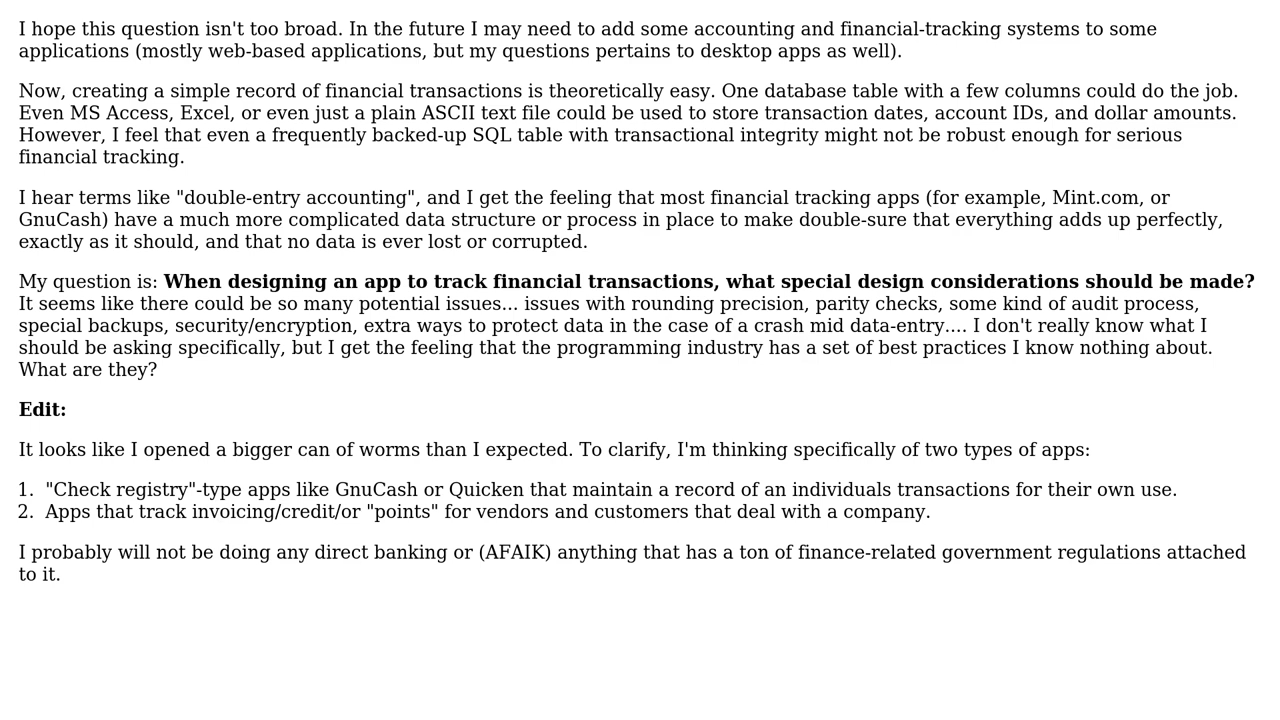 I hope this question isn't too broad. In the future I may need to add some accounting and financial-tracking systems to some
applications (mostly web-based applications, but my questions pertains to desktop apps as well).
Now, creating a simple record of financial transactions is theoretically easy. One database table with a few columns could do the job.
Even MS Access, Excel, or even just a plain ASCII text file could be used to store transaction dates, account IDs, and dollar amounts.
However, I feel that even a frequently backed-up SQL table with transactional integrity might not be robust enough for serious
financial tracking.
I hear terms like "double-entry accounting", and I get the feeling that most financial tracking apps (for example, Mint.com, or
GnuCash) have a much more complicated data structure or process in place to make double-sure that everything adds up perfectly,
exactly as it should, and that no data is ever lost or corrupted.
My question is: When designing an app to track financial transactions, what special design considerations should be made?
It seems like there could be so many potential issues... issues with rounding precision, parity checks, some kind of audit process,
special backups, security/encryption, extra ways to protect data in the case of a crash mid data-entry.... I don't really know what I
should be asking specifically, but I get the feeling that the programming industry has a set of best practices I know nothing about.
What are they?
Edit:
It looks like I opened a bigger can of worms than I expected. To clarify, I'm thinking specifically of two types of apps:
1. "Check registry"-type apps like GnuCash or Quicken that maintain a record of an individuals transactions for their own use.
2. Apps that track invoicing/credit/or "points" for vendors and customers that deal with a company.
I probably will not be doing any direct banking or (AFAIK) anything that has a ton of finance-related government regulations attached
to it.